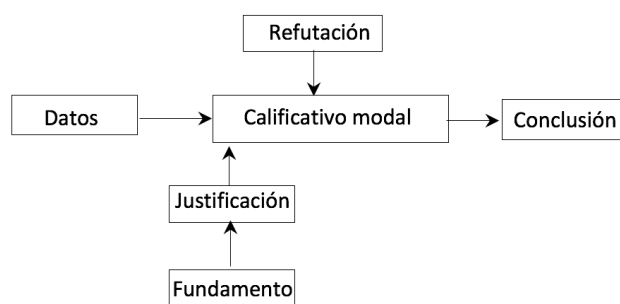 Refutación
Datos
Calificativo modal
Conclusión
Justificación
Fundamento